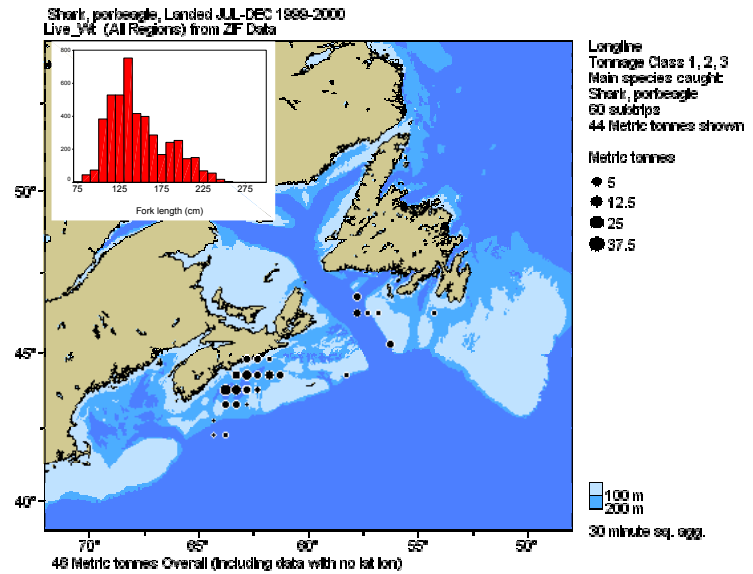 Shark, porbeagle, Landed JUL-DEC 1999-2000
Live_Wt (All Regions) from ZIF Data
800
600
400
200
0
75 125 175 225 275
Fork length (cm)
Longline
Tonnage Class 1, 2, 3
Main species caught:
Shark, porbeagle
60 subtrips
44 Metric tonnes shown
Metric tonnes
5
12.5
25
37.5
50°
45°
40°
100 m
200 m
30 minute sq. agg.
70° 65° 60° 55° 50°
46 Metric tonnes Overall (including data with no lat lon)